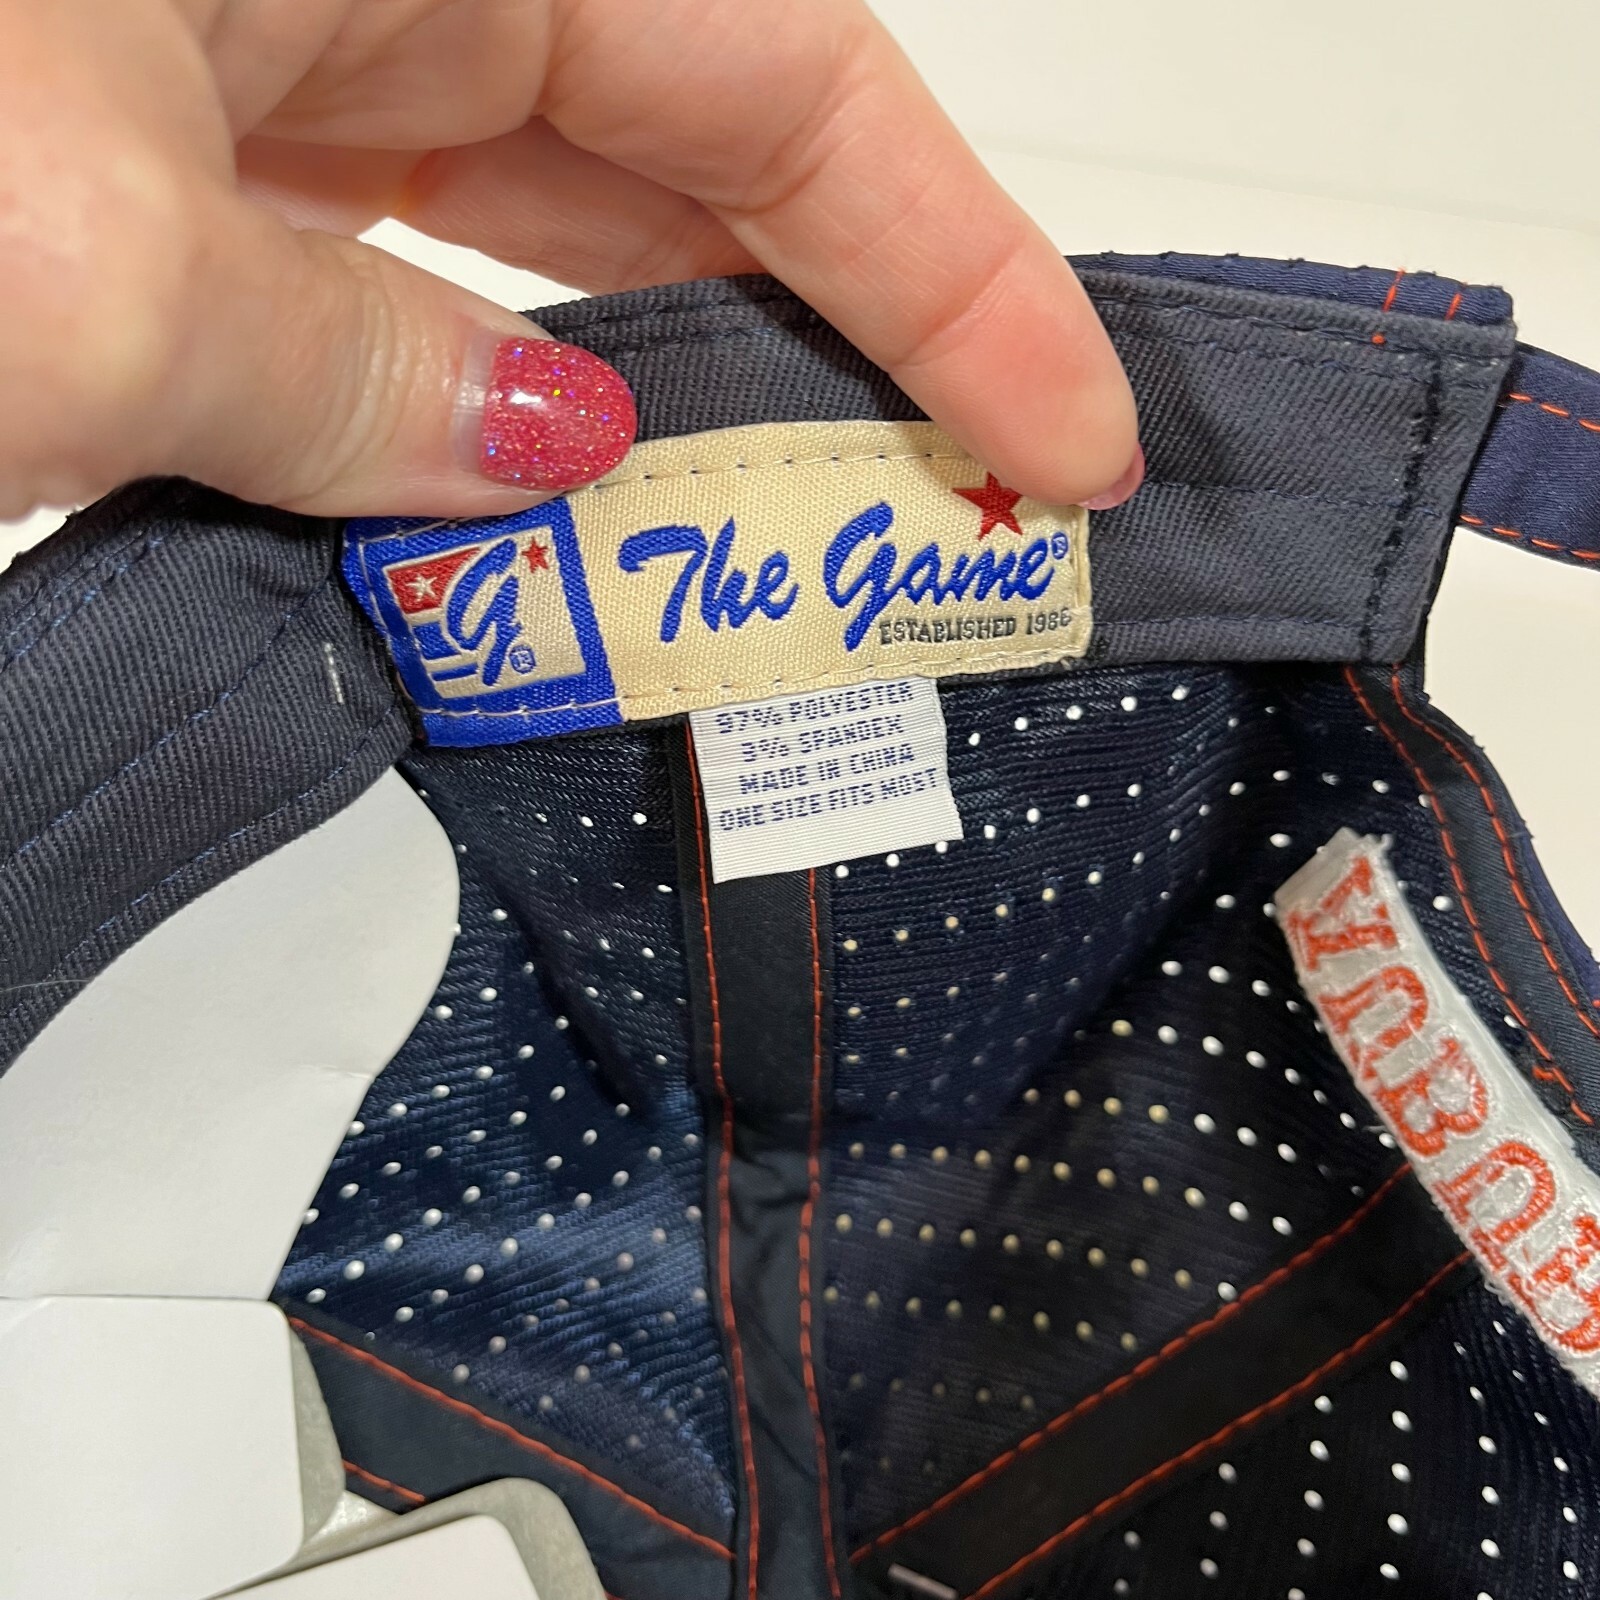 g®
The Game®
ESTABLISHED 1986
97% POLYESTER
3% SPANDEX
MADE IN CHINA
ONE SIZE FITS MOST
AUBURN